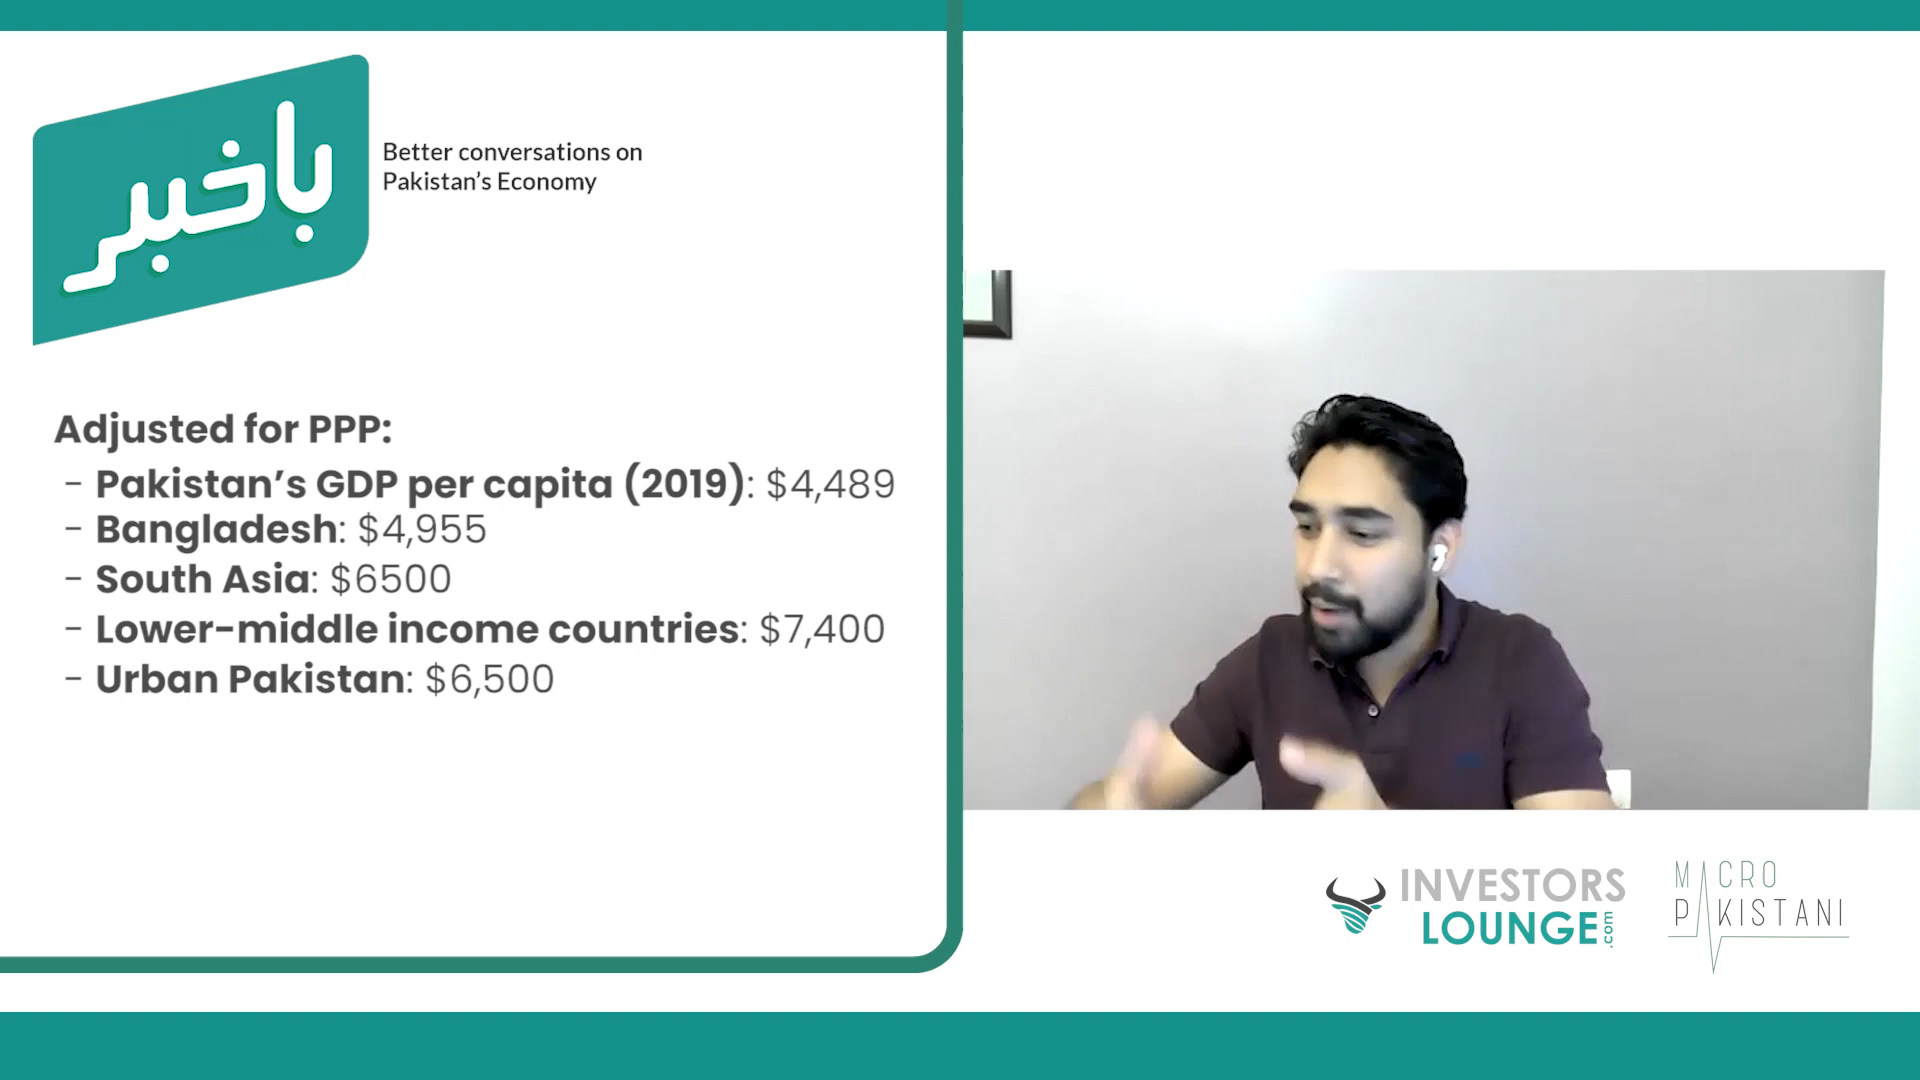 باخبر
Better conversations on
Pakistan's Economy
Adjusted for PPP:
- Pakistan's GDP per capita (2019): $4,489
- Bangladesh: $4,955
- South Asia: $6500
- Lower-middle income countries: $7,400
- Urban Pakistan: $6,500
INVESTORS
LOUNGE.com
MACRO
PAKISTANI